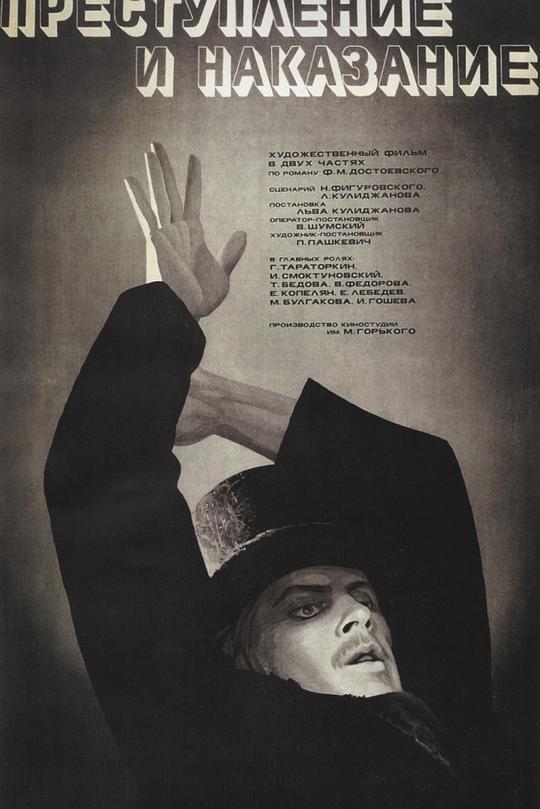 ПРЕСТУПЛЕНИЕ
И НАКАЗАНИЕ
ХУДОЖЕСТВЕННЫЙ ФИЛЬМ
В ДВУХ ЧАСТЯХ
ПО РОМАНУ Ф.М.ДОСТОЕВСКОГО
СЦЕНАРИЙ Н.ФИГУРОВСКОГО,
Л.КУЛИДЖАНОВА
ПОСТАНОВКА
ЛЬВА КУЛИДЖАНОВА
ОПЕРАТОР-ПОСТАНОВЩИК
В.ШУМСКИЙ
ХУДОЖНИК-ПОСТАНОВЩИК
П.ПАШКЕВИЧ
В ГЛАВНЫХ РОЛЯХ:
Г.ТАРАТОРКИН,
И.СМОКТУНОВСКИЙ,
Т.БЕДОВА, В.ФЕДОРОВА,
Е.КОПЕЛЯН, Е.ЛЕБЕДЕВ,
М.БУЛГАКОВА, И.ГОШЕВА
ПРОИЗВОДСТВО КИНОСТУДИИ
ИМ. М.ГОРЬКОГО